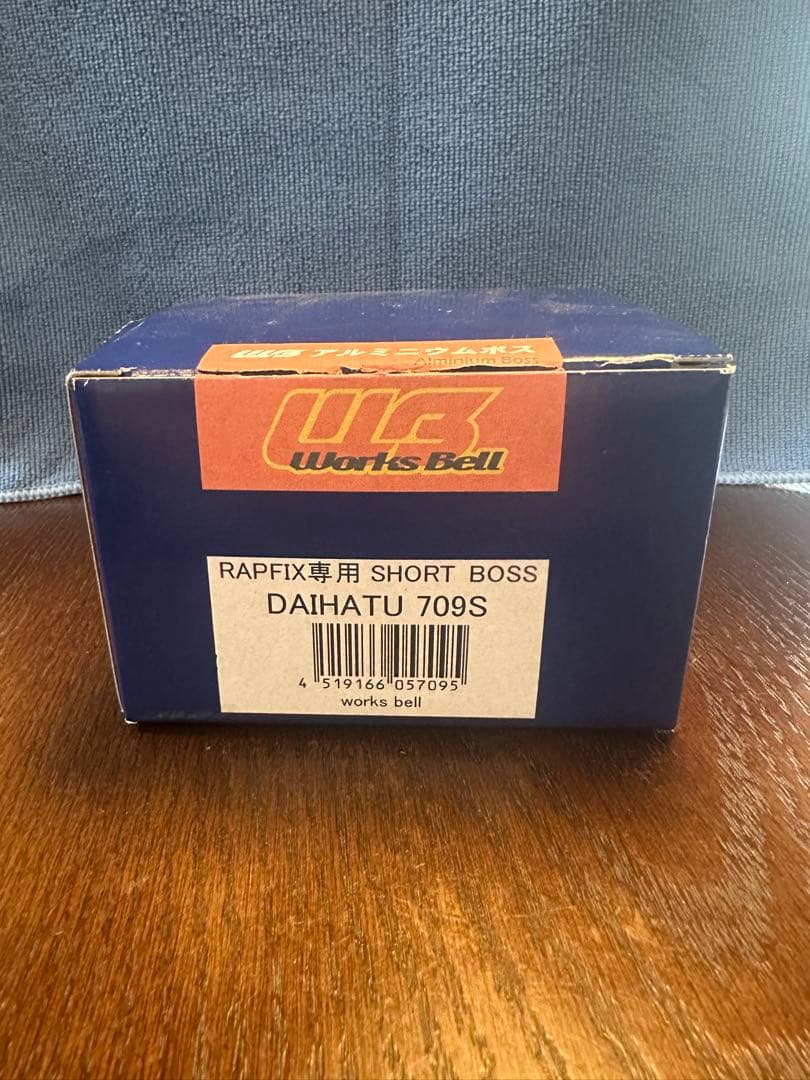 WB アルミニウムボス
Alminium Boss
WB
Works Bell
RAPFIX専用 SHORT BOSS
DAIHATU 709S
4 519166 057095
works bell